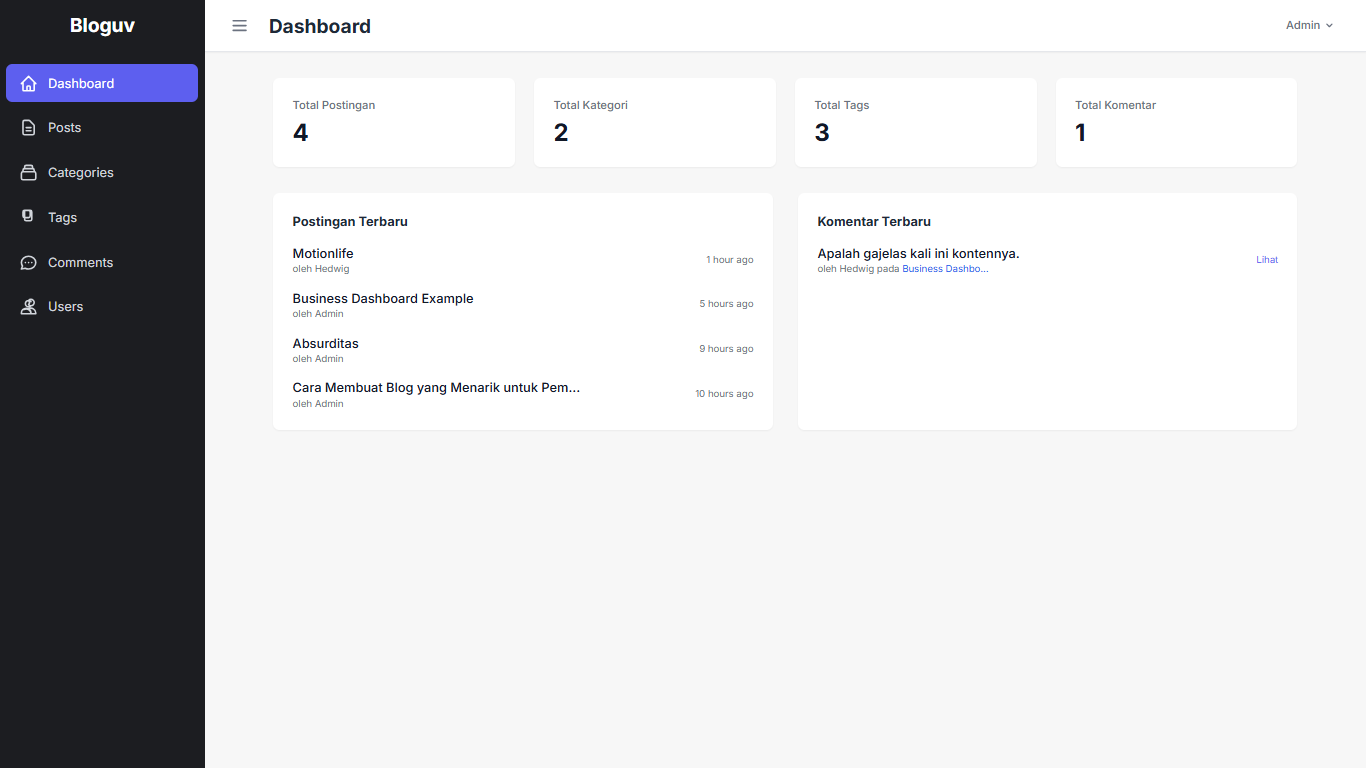 Bloguv
Dashboard
Admin
Dashboard
Posts
Categories
Tags
Comments
Users
Total Postingan
4
Total Kategori
2
Total Tags
3
Total Komentar
1
Postingan Terbaru
Motionlife
oleh Hedwig
1 hour ago
Business Dashboard Example
oleh Admin
5 hours ago
Absurditas
oleh Admin
9 hours ago
Cara Membuat Blog yang Menarik untuk Pem...
oleh Admin
10 hours ago
Komentar Terbaru
Apalah gajelas kali ini kontennya.
oleh Hedwig pada Business Dashbo...
Lihat